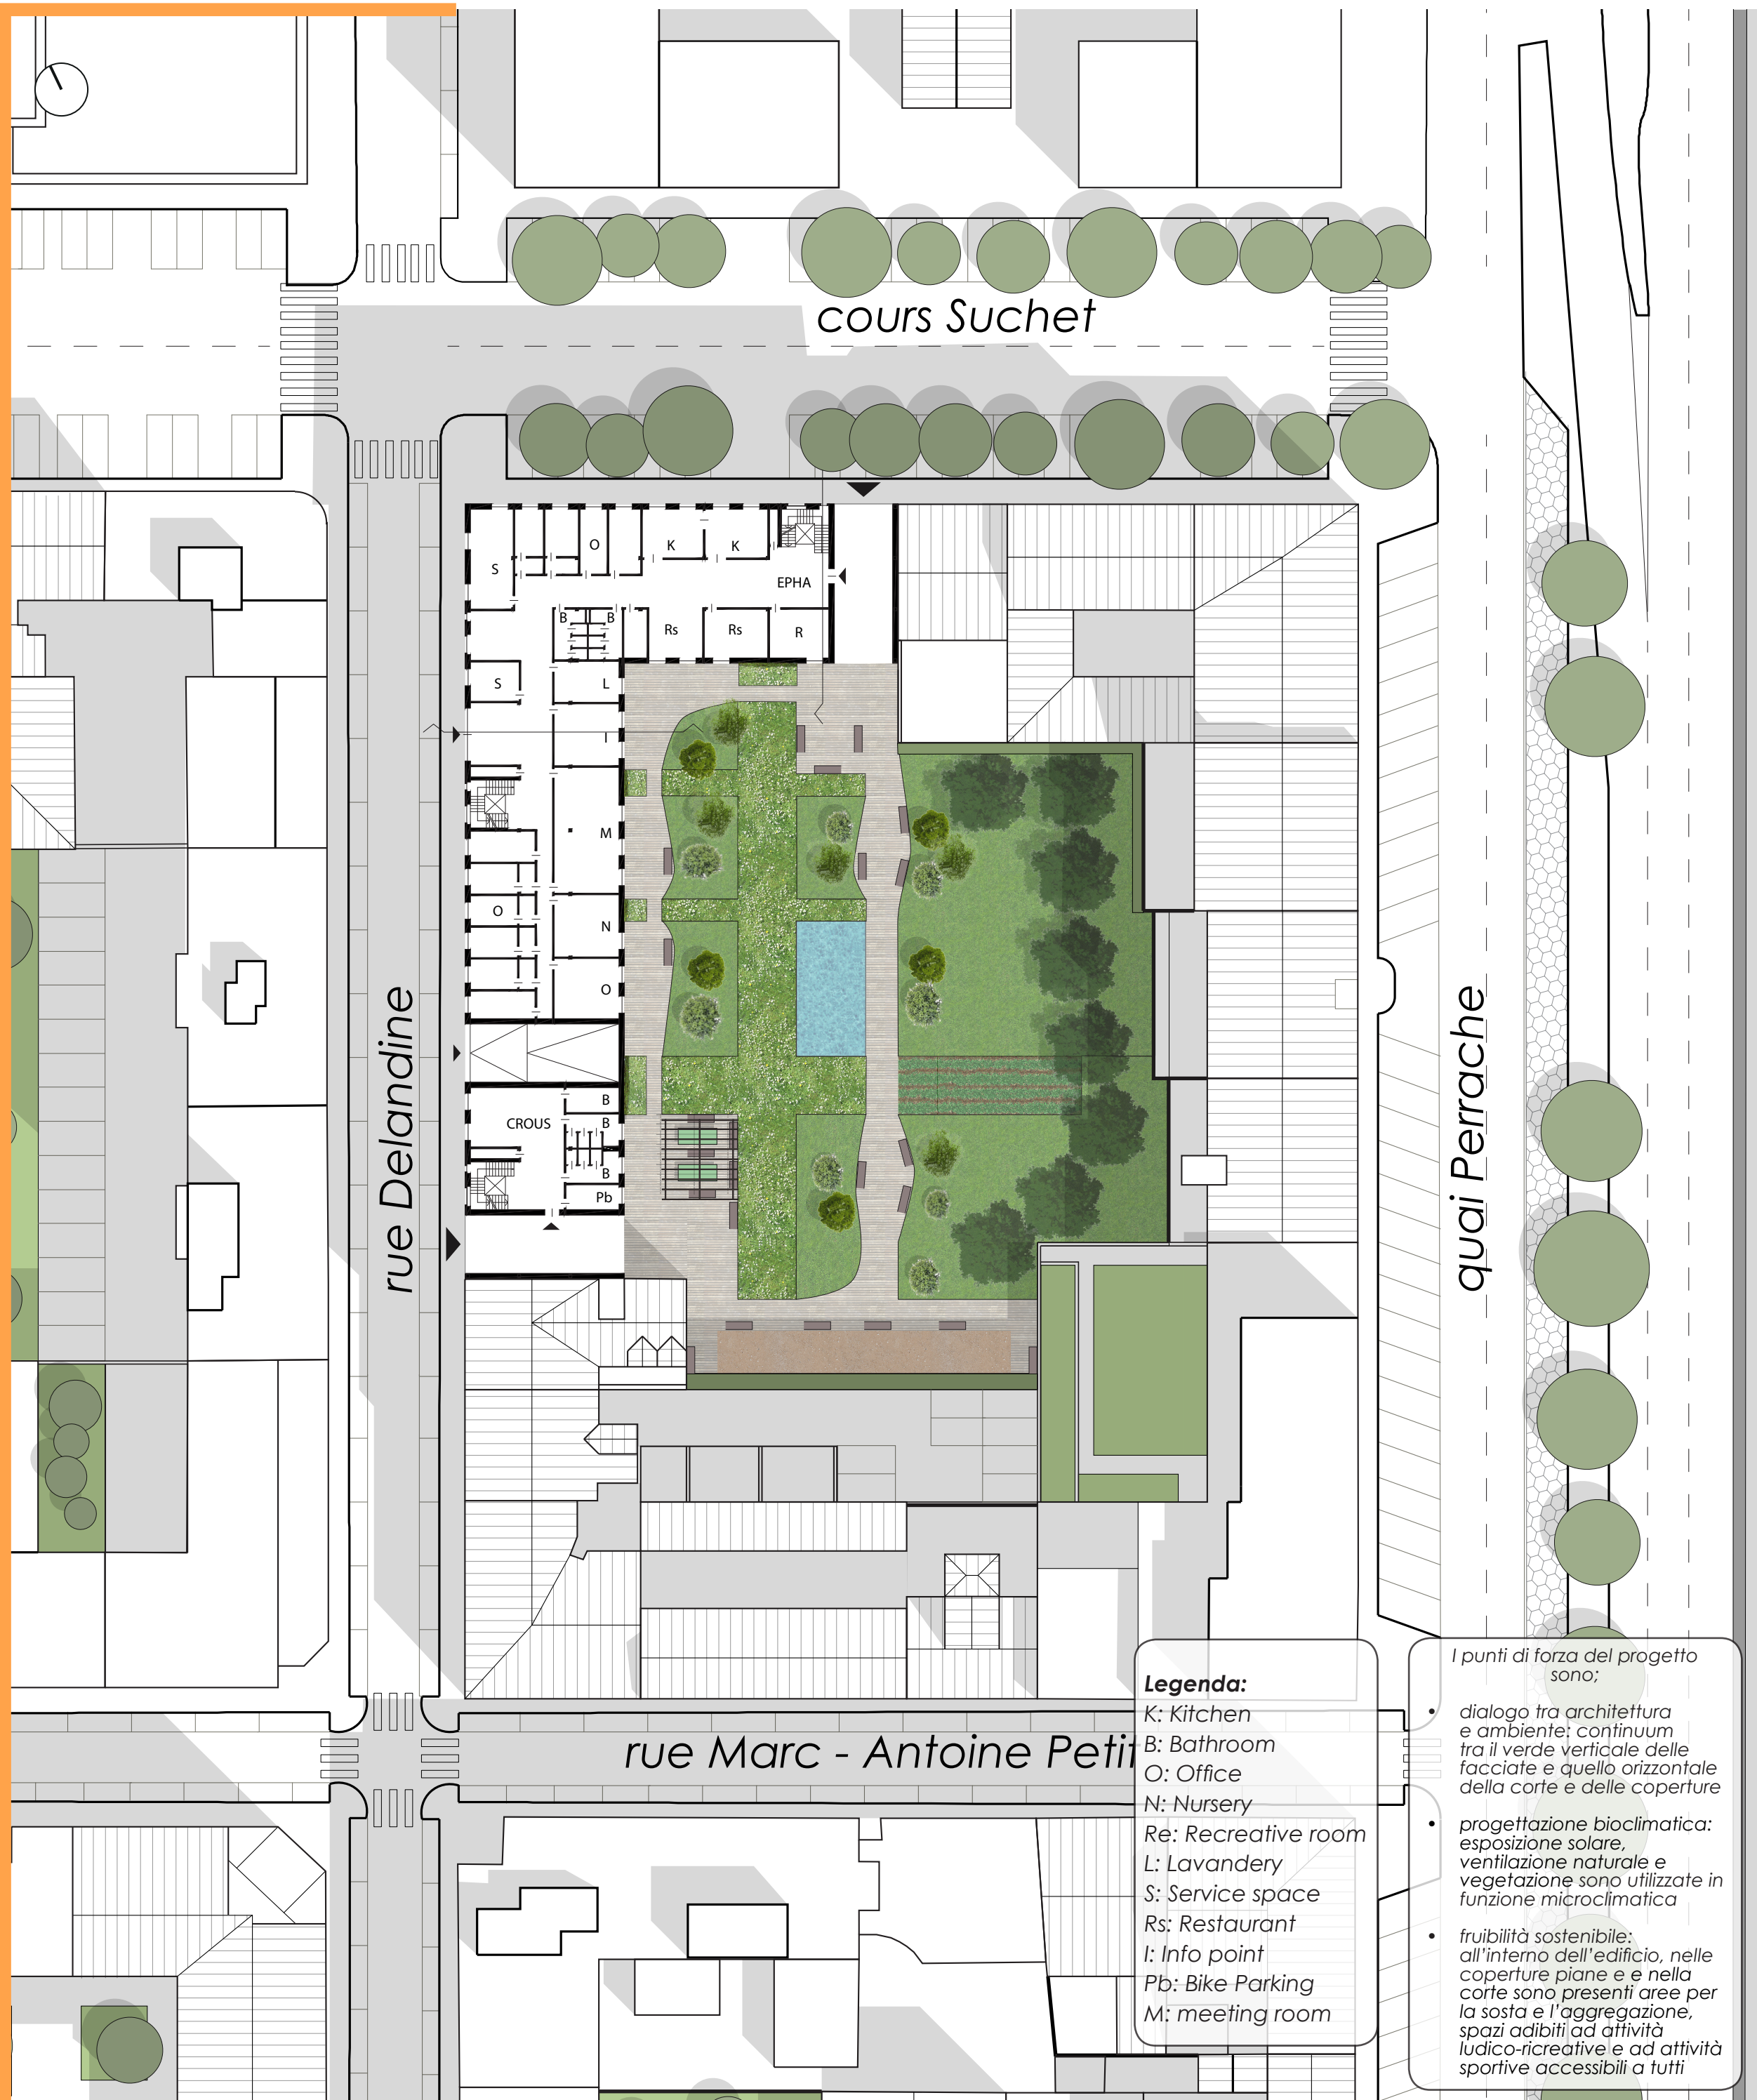 cours Suchet
O
K
K
S
EPHA
B
B
Rs
Rs
R
S
L
I
M
O
N
O
B
CROUS
B
B
Pb
rue Delandine
quai Perrache
rue Marc - Antoine Petit
Legenda:
K: Kitchen
B: Bathroom
O: Office
N: Nursery
Re: Recreative room
L: Lavandery
S: Service space
Rs: Restaurant
I: Info point
Pb: Bike Parking
M: meeting room
I punti di forza del progetto
sono;
• dialogo tra architettura
e ambiente: continuum
tra il verde verticale delle
facciate e quello orizzontale
della corte e delle coperture
• progettazione bioclimatica:
esposizione solare,
ventilazione naturale e
vegetazione sono utilizzate in
funzione microclimatica
• fruibilità sostenibile:
all'interno dell'edificio, nelle
coperture piane e e nella
corte sono presenti aree per
la sosta e l'aggregazione,
spazi adibiti ad attività
ludico-ricreative e ad attività
sportive accessibili a tutti